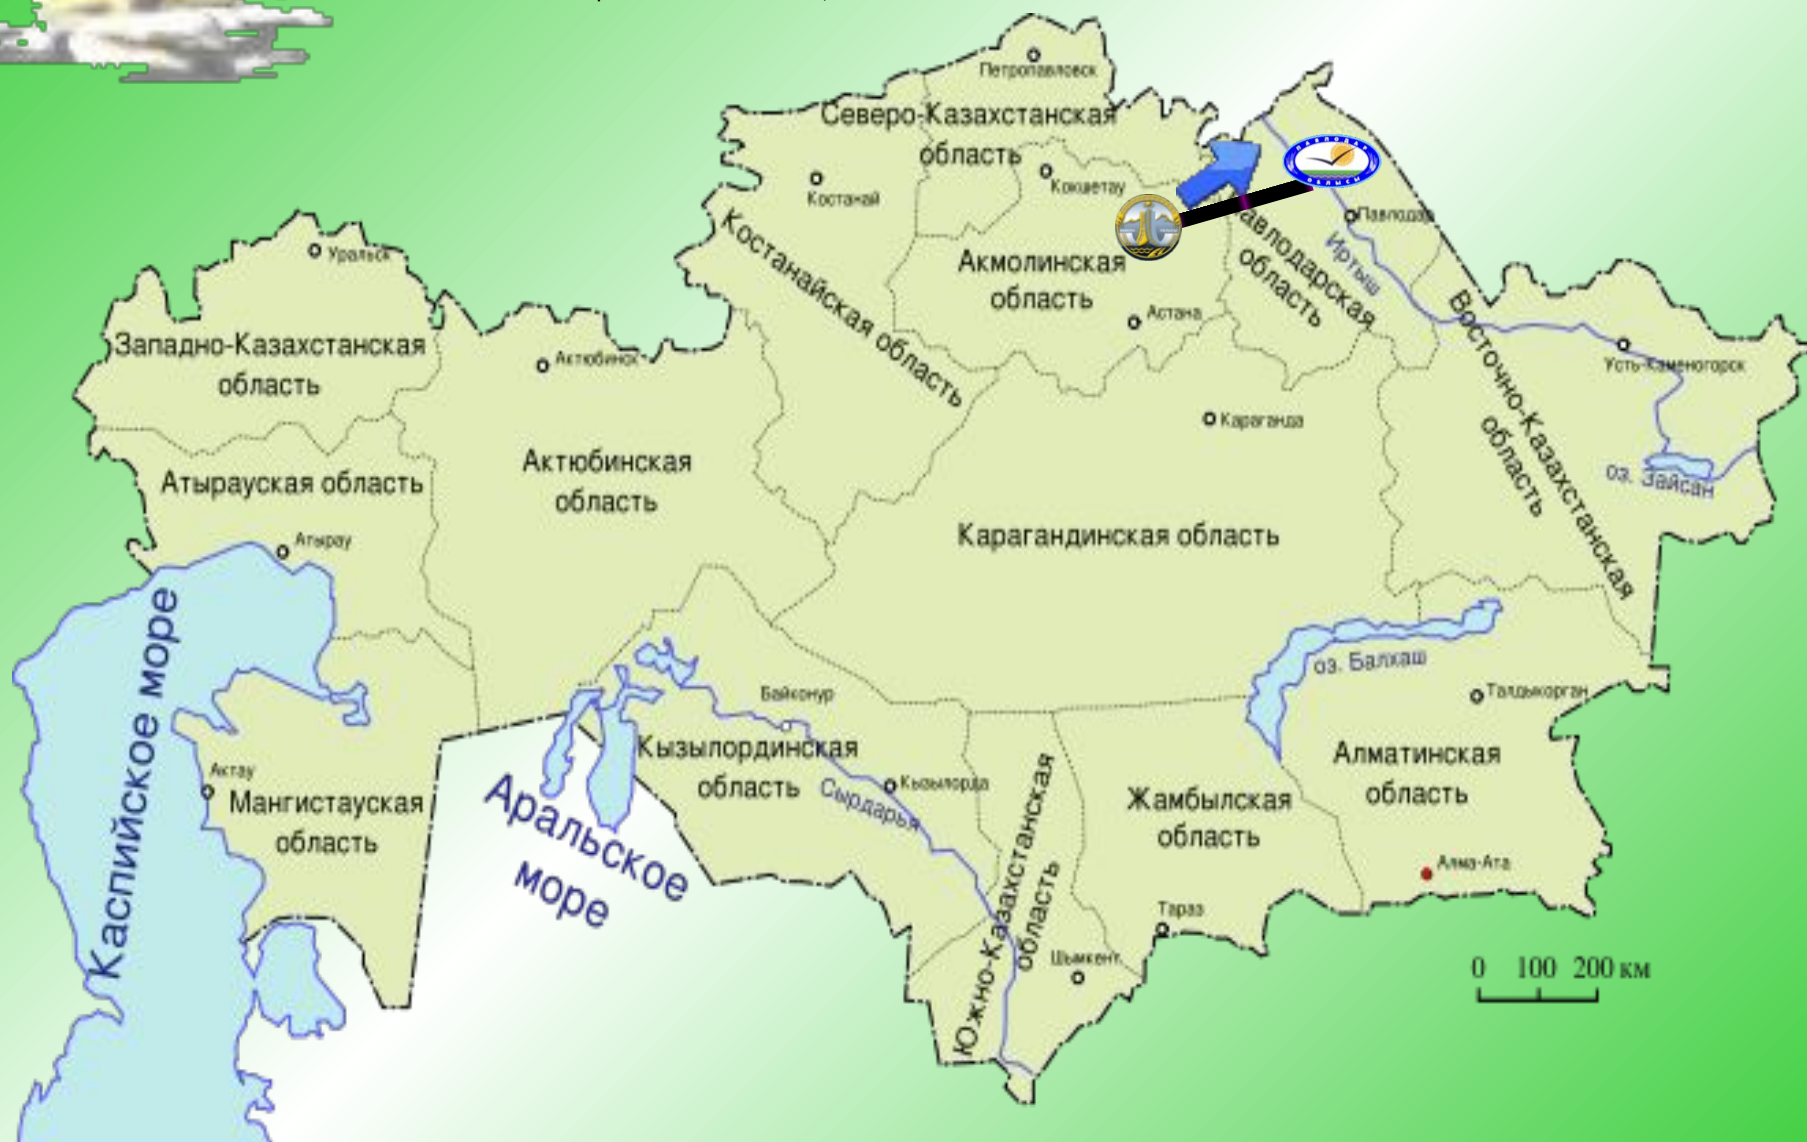 Петропавловск
Северо-Казахстанская
область
Костанай
Кокшетау
ПАВЛОДАР
ОБЛЫСЫ
Павлодар
Иртыш
авлодарская
область
Костанайская область
Акмолинская
область
Астана
Уральск
Западно-Казахстанская
область
Актюбинск
Восточно-Казахстанская
область
Усть-Каменогорск
оз. Зайсан
Караганда
Атырауская область
Актюбинская
область
Карагандинская область
Атырау
Каспийское море
оз. Балхаш
Талдыкорган
Байконур
Кызылординская
область
Кызылорда
Сырдарья
Актау
Мангистауская
область
Аральское
море
Южно-Казахстанская
область
Жамбылская
область
Алматинская
область
Алма-Ата
Тараз
Шымкент
0 100 200 км